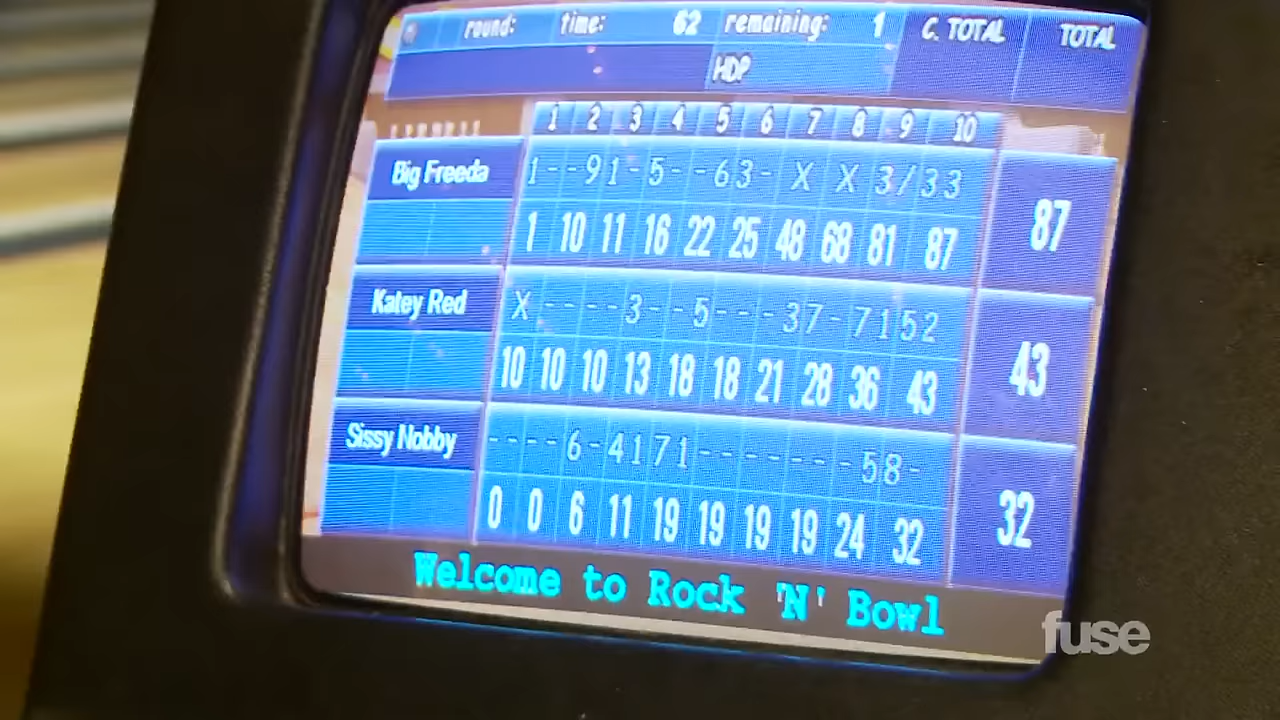 round: time: 62 remaining: 1 C. TOTAL TOTAL
HDP
1 2 3 4 5 6 7 8 9 10
Big Freeda 1 - - 9 1 - 5 - - 6 3 - X X 3 / 3 3
1 10 11 16 22 25 48 68 81 87 87
Kaley Red X - - - - 3 - - 5 - - - 3 7 - 7 1 5 2
10 10 10 13 18 18 21 28 36 43 43
Sissy Nobby - - - - 6 - 4 1 7 1 - - - - - - - 5 8 -
0 0 6 11 19 19 19 19 24 32 32
Welcome to Rock 'N' Bowl
fuse